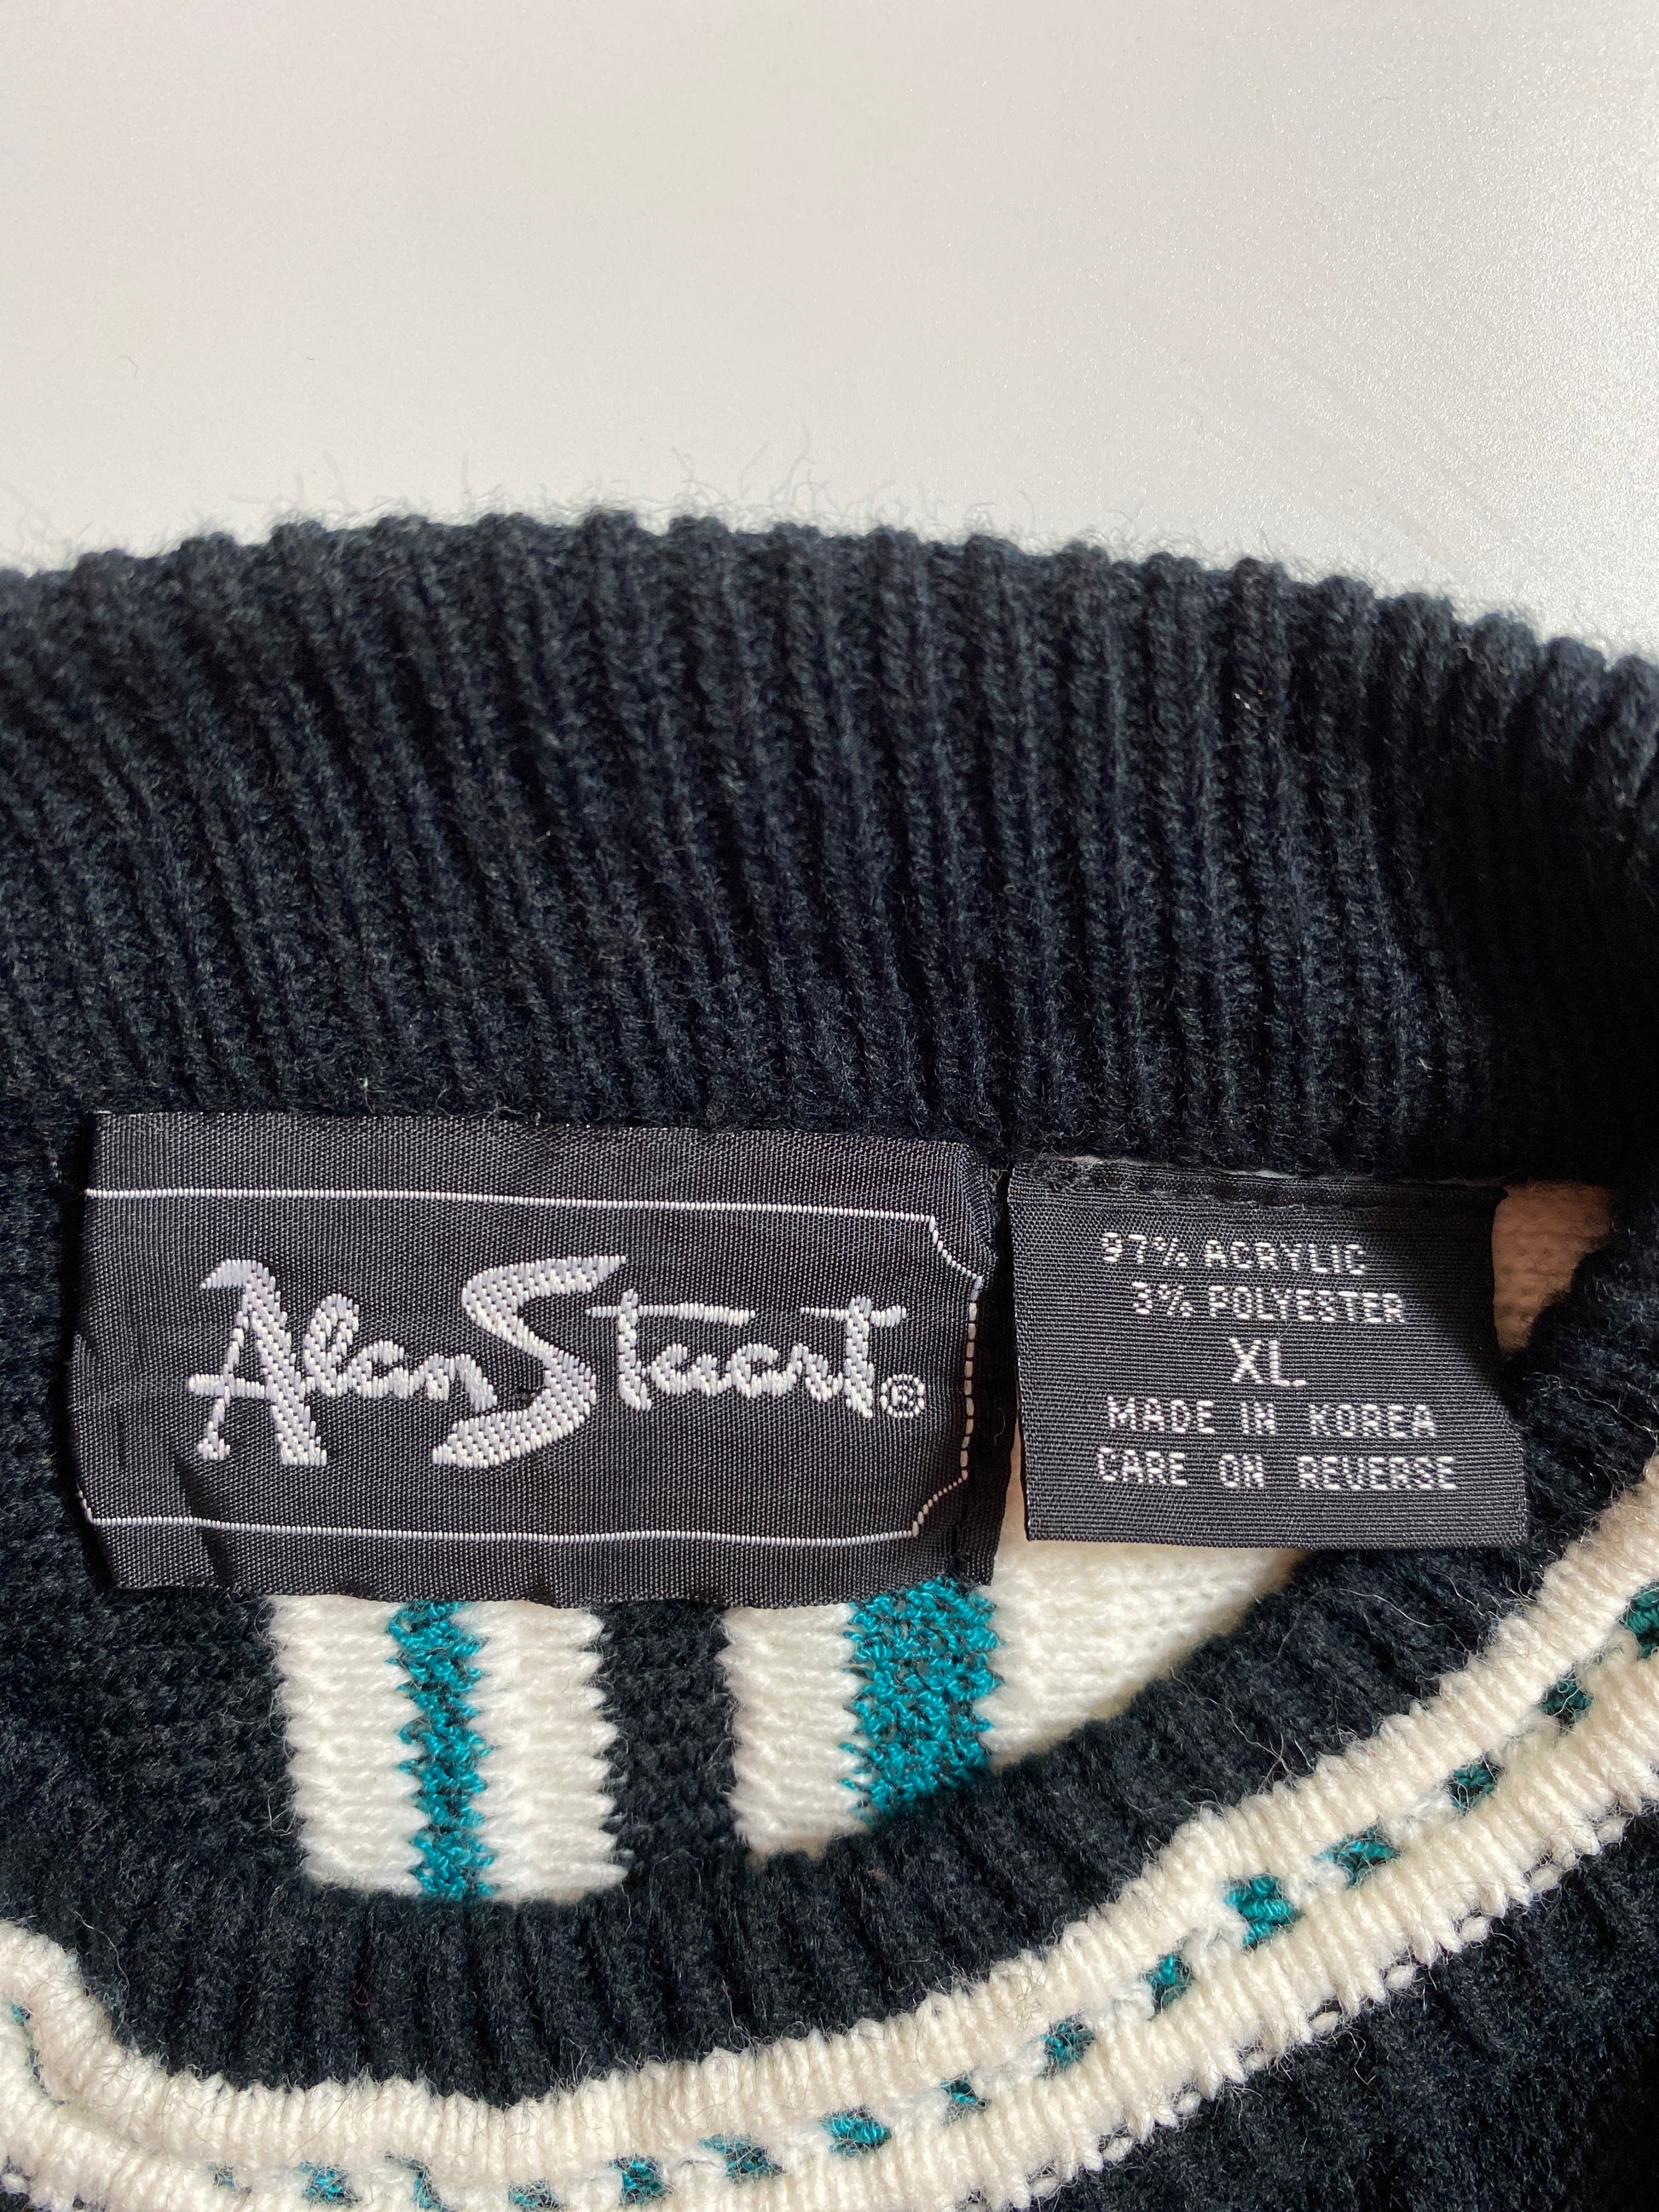 Alan Stuart®
97% ACRYLIC
3% POLYESTER
XL
MADE IN KOREA
CARE ON REVERSE